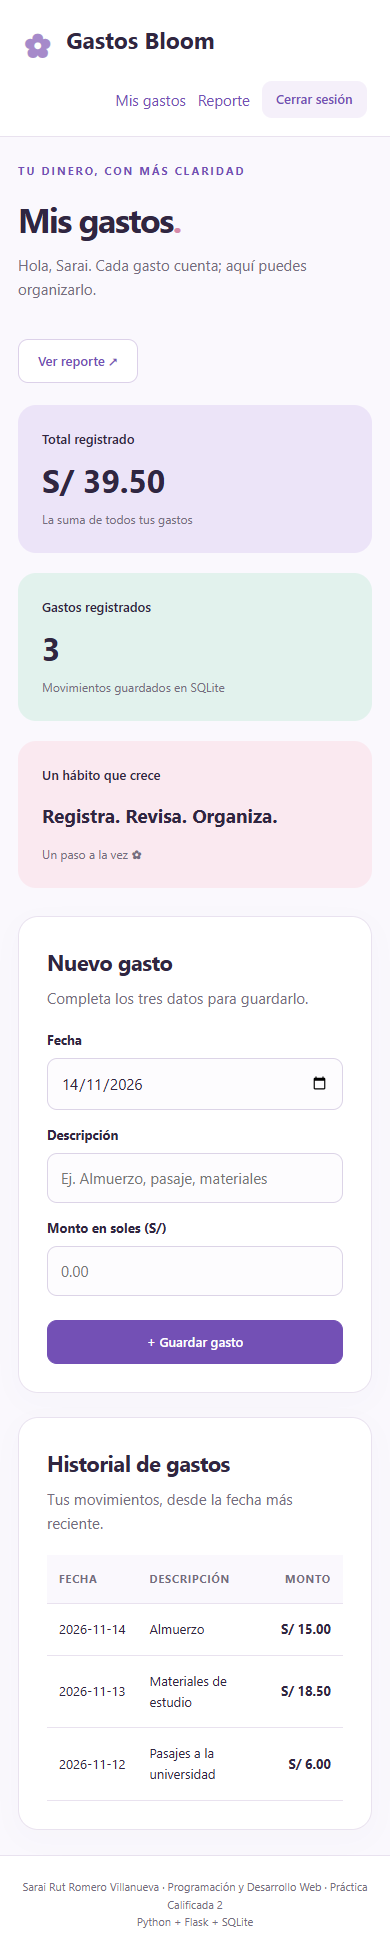 Gastos Bloom
Mis gastos Reporte Cerrar sesión
TU DINERO, CON MÁS CLARIDAD
Mis gastos.
Hola, Sarai. Cada gasto cuenta; aquí puedes
organizarlo.
Ver reporte ↗
Total registrado
S/ 39.50
La suma de todos tus gastos
Gastos registrados
3
Movimientos guardados en SQLite
Un hábito que crece
Registra. Revisa. Organiza.
Un paso a la vez ✿
Nuevo gasto
Completa los tres datos para guardarlo.
Fecha
14/11/2026
Descripción
Ej. Almuerzo, pasaje, materiales
Monto en soles (S/)
0.00
+ Guardar gasto
Historial de gastos
Tus movimientos, desde la fecha más
reciente.
FECHA DESCRIPCIÓN MONTO
2026-11-14 Almuerzo S/ 15.00
2026-11-13 Materiales de estudio S/ 18.50
2026-11-12 Pasajes a la universidad S/ 6.00
Sarai Rut Romero Villanueva · Programación y Desarrollo Web · Práctica
Calificada 2
Python + Flask + SQLite